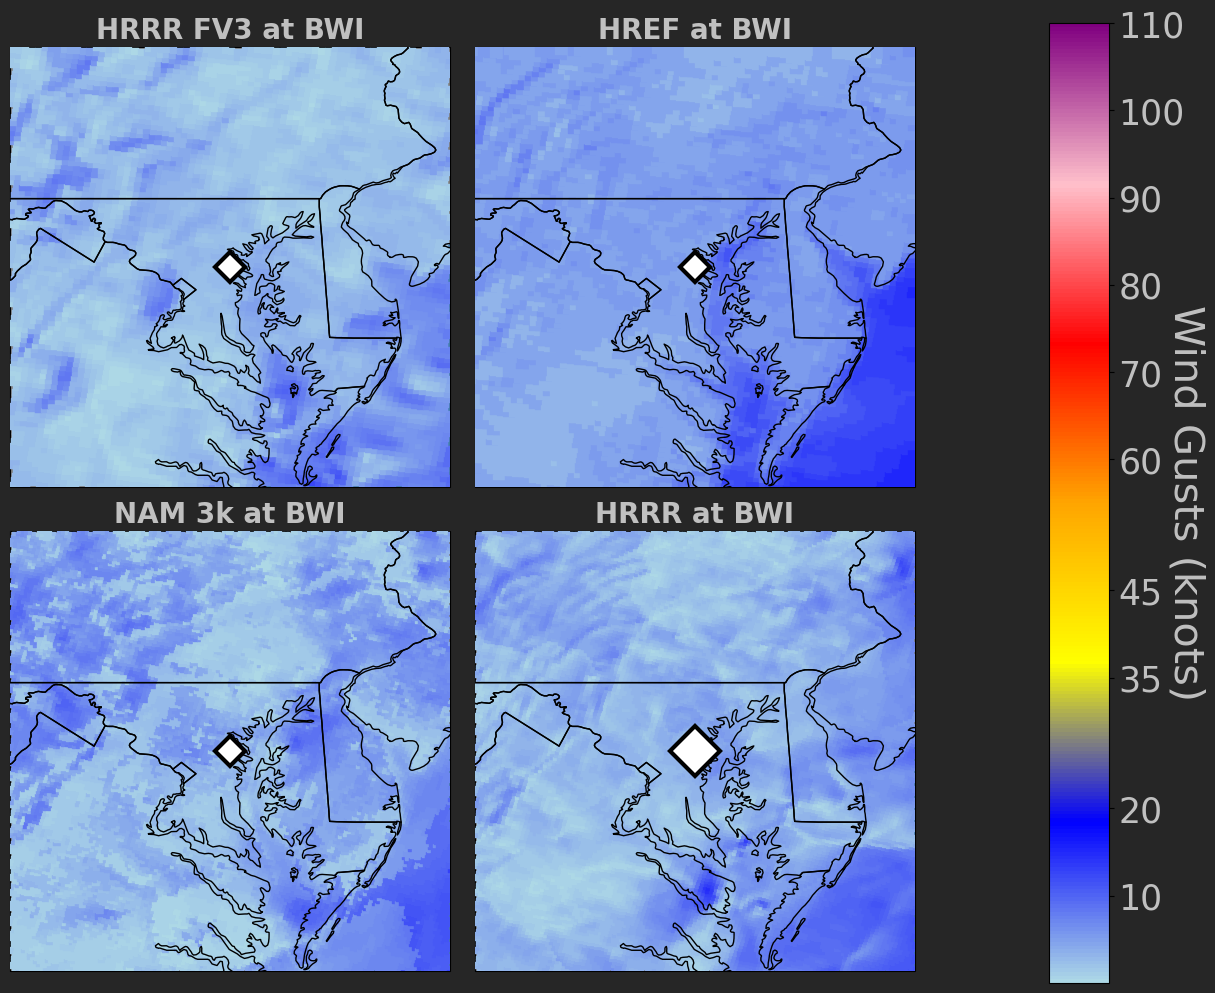 HRRR FV3 at BWI
HREF at BWI
NAM 3k at BWI
HRRR at BWI
110
100
90
80
70
60
45
35
20
10
Wind Gusts (knots)